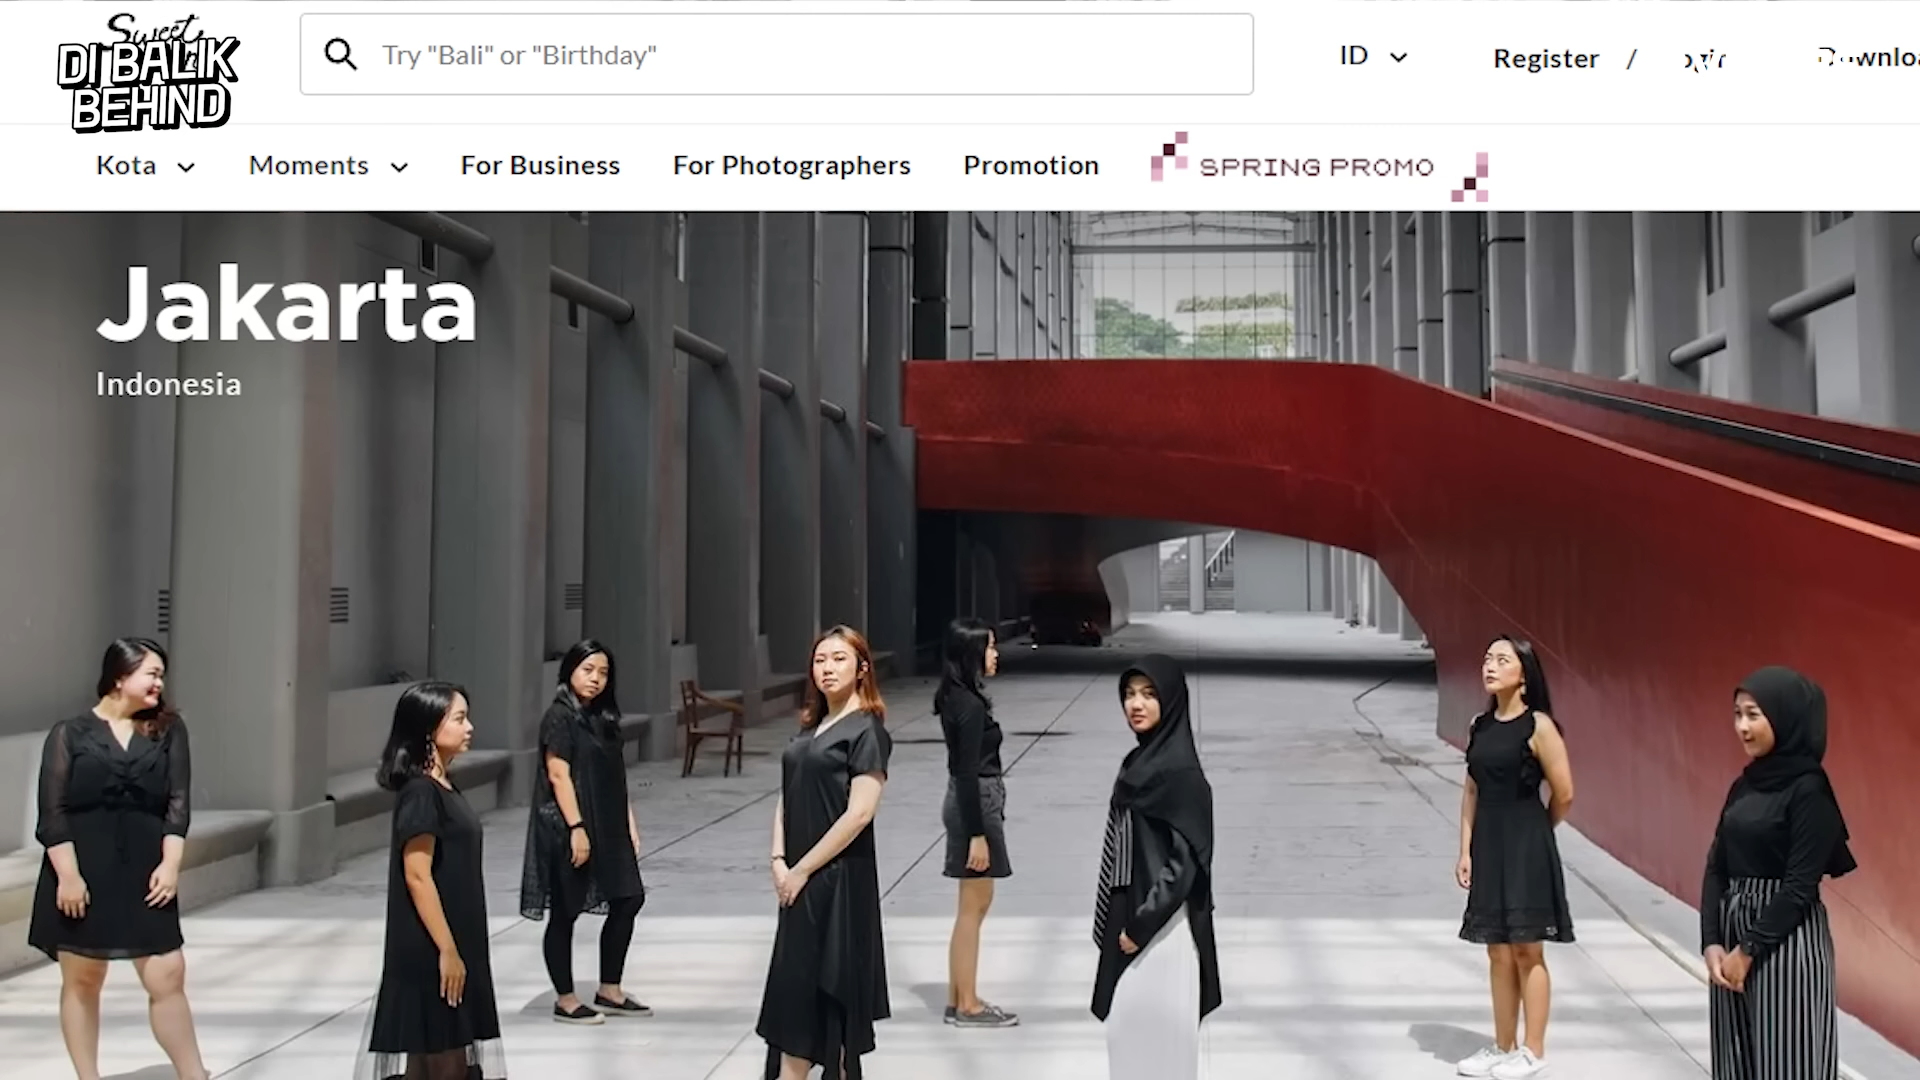 Sweet
DI BALIK
BEHIND
Try "Bali" or "Birthday"
ID
Register /
Kota
Moments
For Business
For Photographers
Promotion
SPRING PROMO
Jakarta
Indonesia